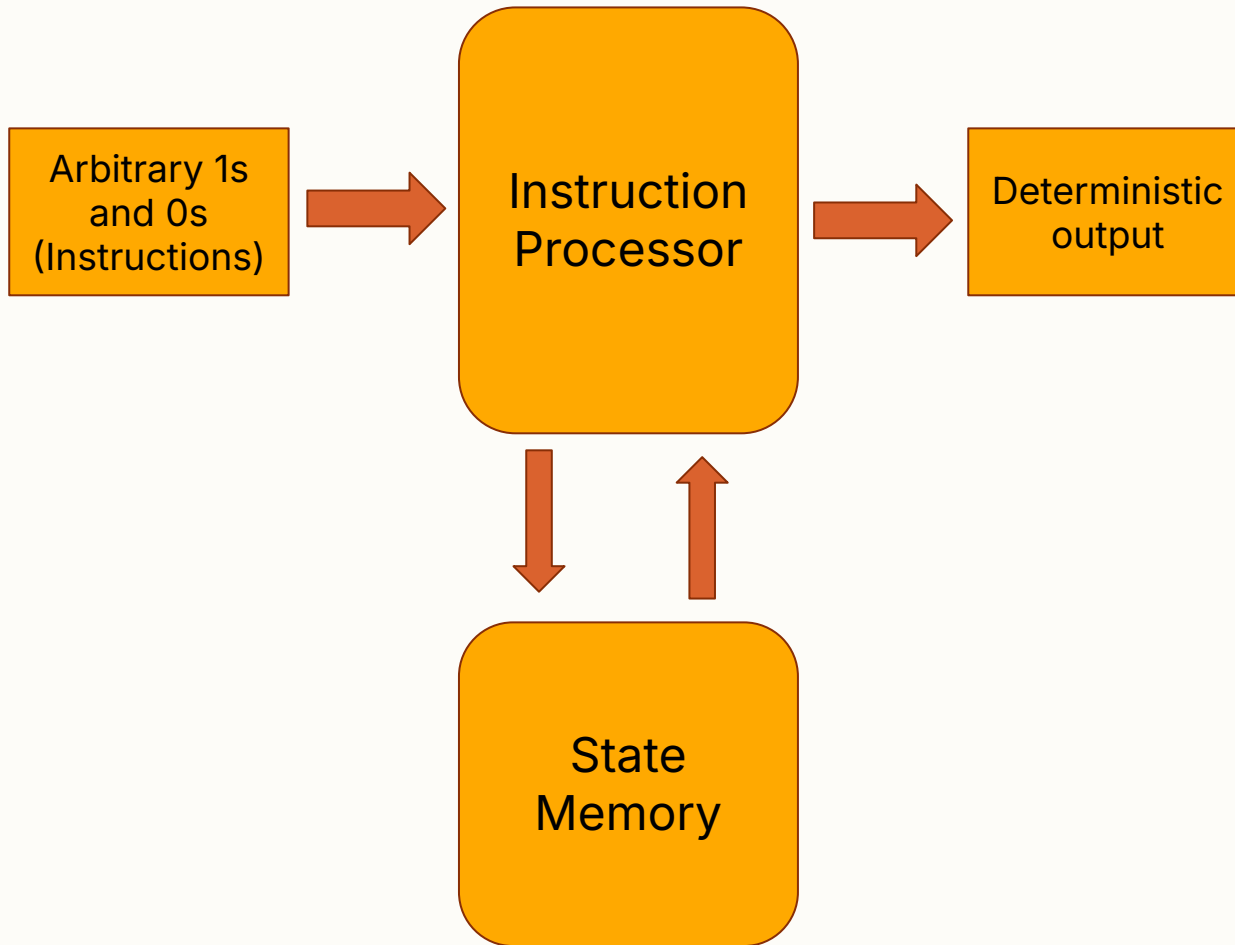 Arbitrary 1s
and 0s
(Instructions)
Instruction
Processor
Deterministic
output
State
Memory